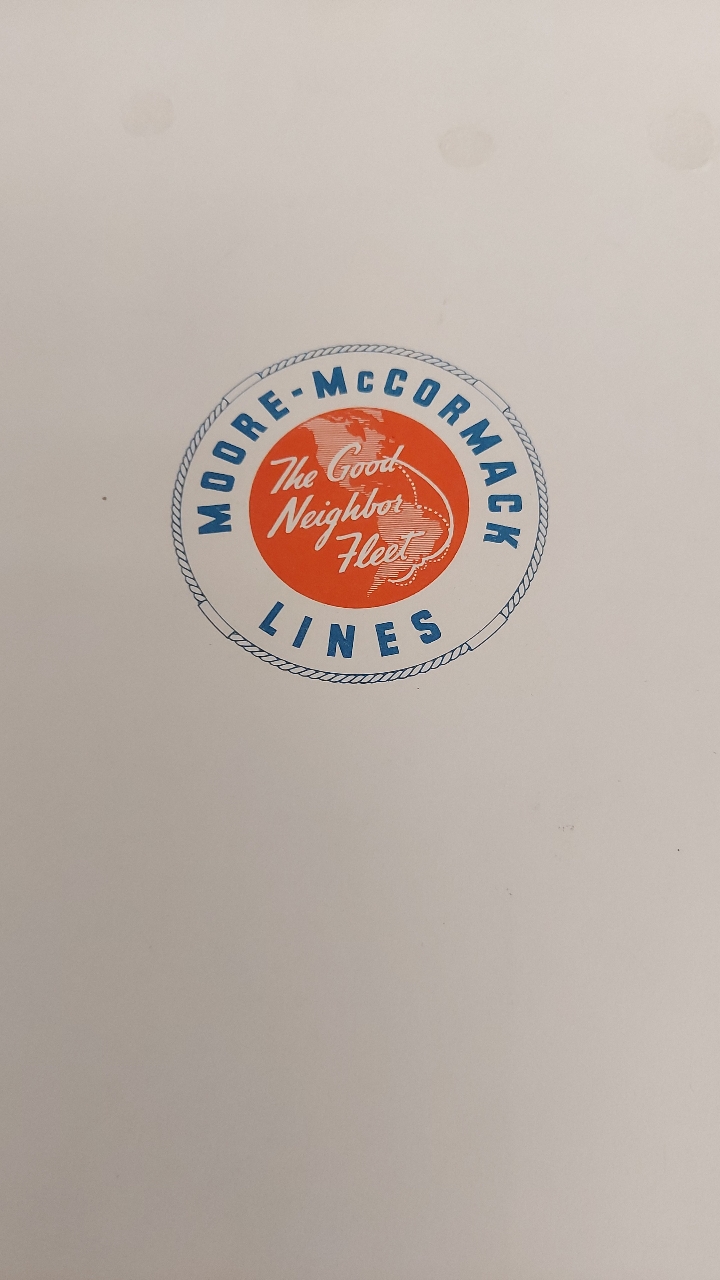 MOORE-McCORMACK
The Good
Neighbor
Fleet
LINES